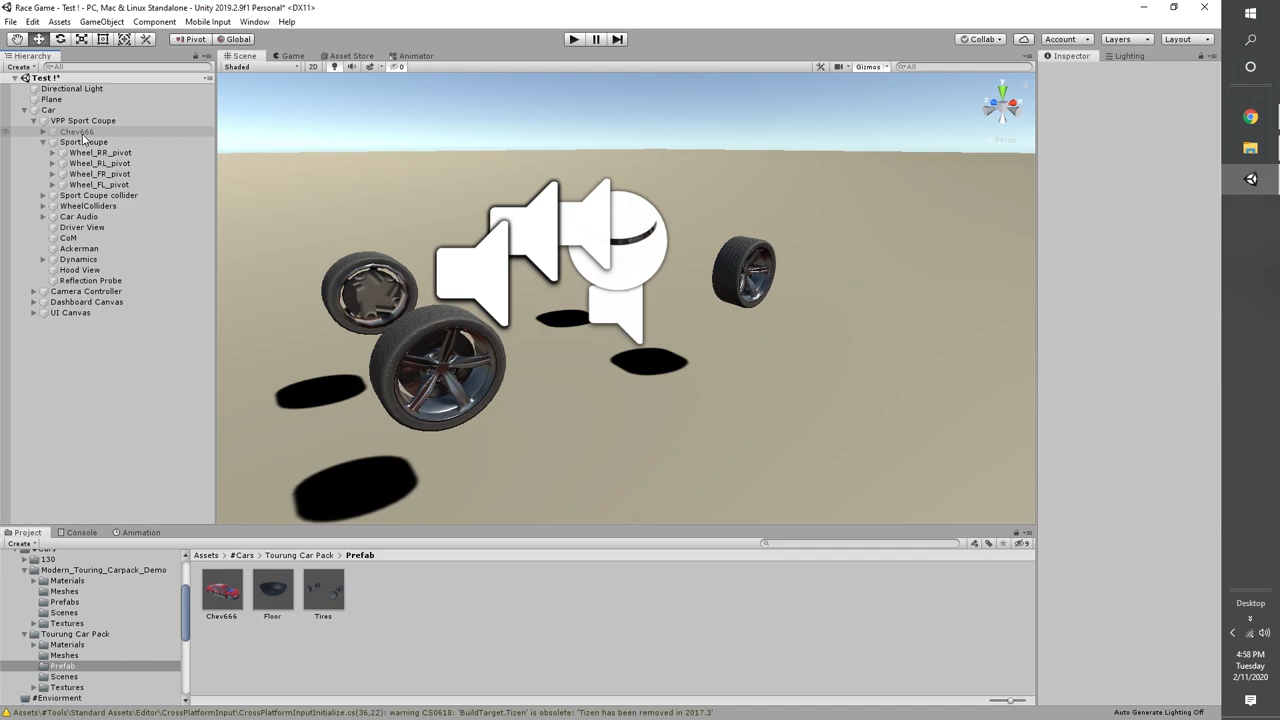 Race Game - Test ! - PC, Mac & Linux Standalone - Unity 2019.2.9f1 Personal* <DX11>
File Edit Assets GameObject Component Mobile Input Window Help
Pivot Global Collab Account Layers Layout
Hierarchy Scene Game Asset Store Animator Inspector Lighting
Create All Shaded 2D 0 Gizmos All
Test !*
Directional Light
Plane
Car
VPP Sport Coupe
Chev666
SportCoupe
Wheel_RR_pivot
Wheel_RL_pivot
Wheel_FR_pivot
Wheel_FL_pivot
Sport Coupe collider
WheelColliders
Car Audio
Driver View
CoM
Ackerman
Dynamics
Hood View
Reflection Probe
Camera Controller
Dashboard Canvas
UI Canvas
y
x
Persp
Project Console Animation
Create 9
#Cars
130
Modern_Touring_Carpack_Demo
Materials
Meshes
Prefabs
Scenes
Textures
Tourung Car Pack
Materials
Meshes
Prefab
Scenes
Textures
#Enviorment
Assets #Cars Tourung Car Pack Prefab
Chev666 Floor Tires
Desktop
4:58 PM
Tuesday
2/11/2020
Assets\#Tools\Standard Assets\Editor\CrossPlatformInput\CrossPlatformInputInitialize.cs(36,22): warning CS0618: 'BuildTarget.Tizen' is obsolete: 'Tizen has been removed in 2017.3'
Auto Generate Lighting Off